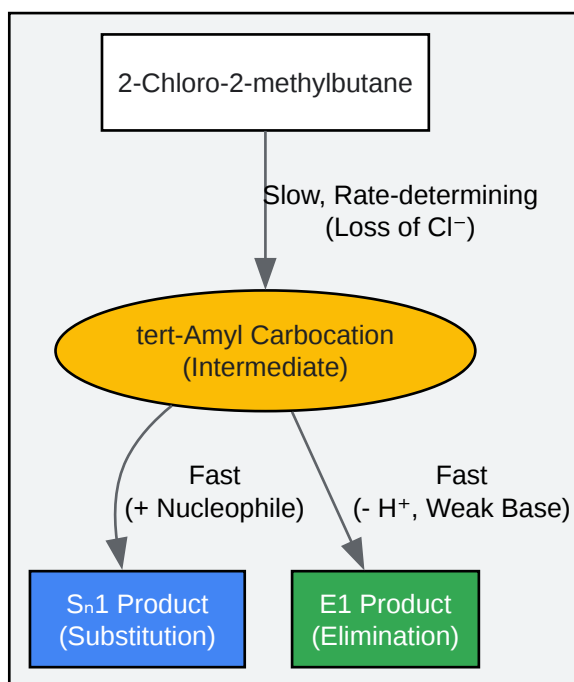 2-Chloro-2-methylbutane
Slow, Rate-determining
(Loss of Cl⁻)
tert-Amyl Carbocation
(Intermediate)
Fast
(+ Nucleophile)
Fast
(- H⁺, Weak Base)
Sₙ1 Product
(Substitution)
E1 Product
(Elimination)